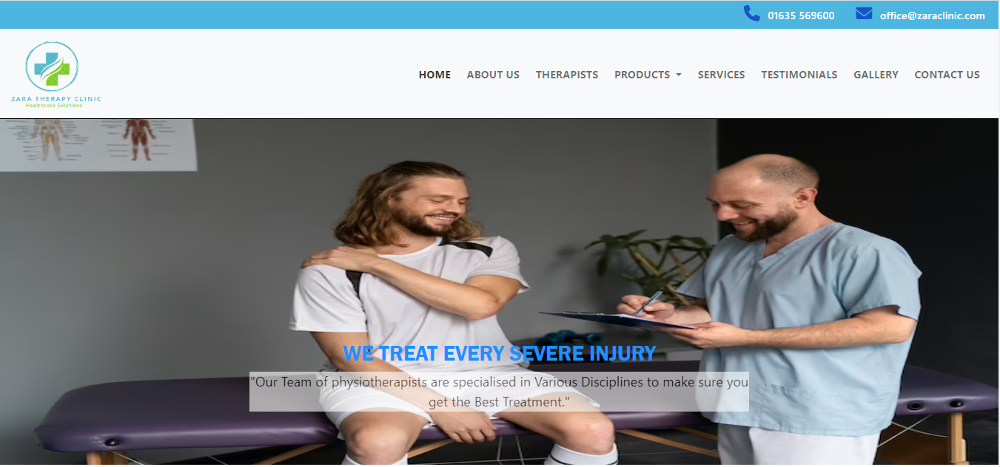 01635 569600
office@zaraclinic.com
ZARA THERAPY CLINIC
Healthcare Solutions
HOME
ABOUT US
THERAPISTS
PRODUCTS
SERVICES
TESTIMONIALS
GALLERY
CONTACT US
WE TREAT EVERY SEVERE INJURY
"Our Team of physiotherapists are specialised in Various Disciplines to make sure you
get the Best Treatment."